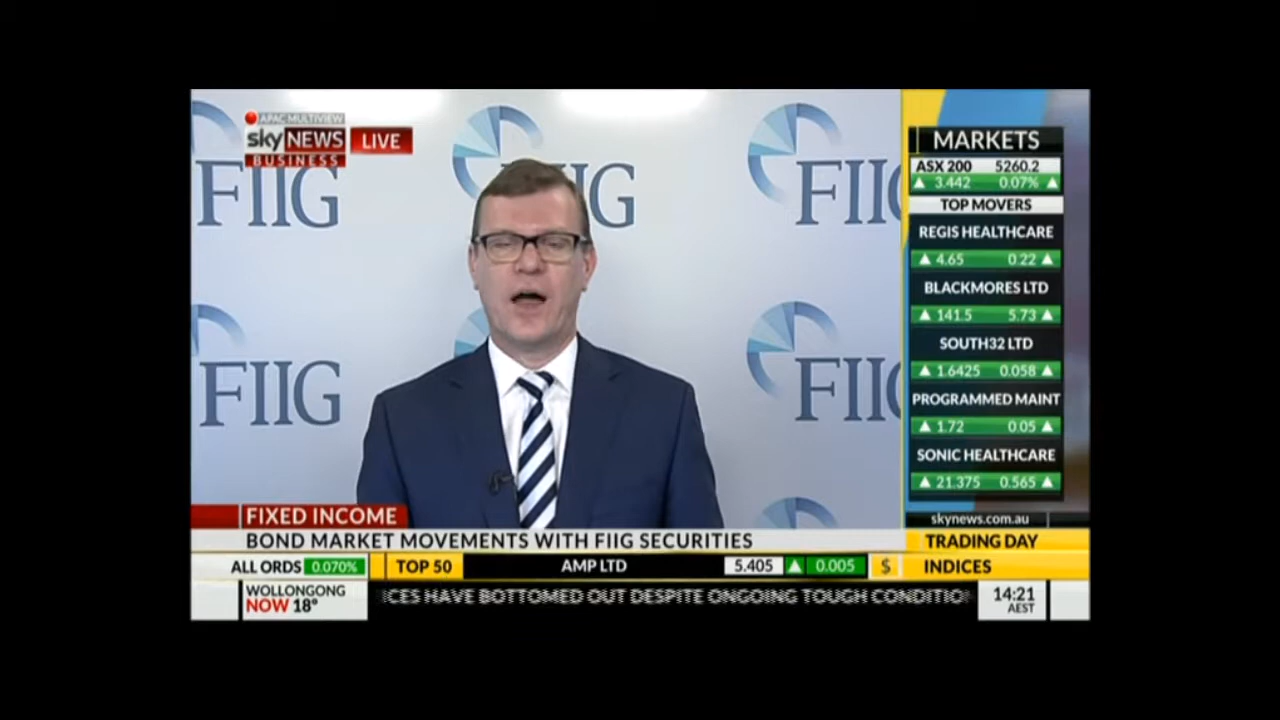 APAC MULTIVIEW
sky NEWS
BUSINESS
LIVE
FIIG
FIIG
FIIG
FIIG
MARKETS
ASX 200 5260.2
▲ 3.442 0.07% ▲
TOP MOVERS
REGIS HEALTHCARE
▲ 4.65 0.22 ▲
BLACKMORES LTD
▲ 141.5 5.73 ▲
SOUTH32 LTD
▲ 1.6425 0.058 ▲
PROGRAMMED MAINT
▲ 1.72 0.05 ▲
SONIC HEALTHCARE
▲ 21.375 0.565 ▲
skynews.com.au
FIXED INCOME
BOND MARKET MOVEMENTS WITH FIIG SECURITIES
TRADING DAY
ALL ORDS 0.070% TOP 50 AMP LTD 5.405 ▲ 0.005 $ INDICES
WOLLONGONG
NOW 18°
ICES HAVE BOTTOMED OUT DESPITE ONGOING TOUGH CONDITIO
14:21
AEST